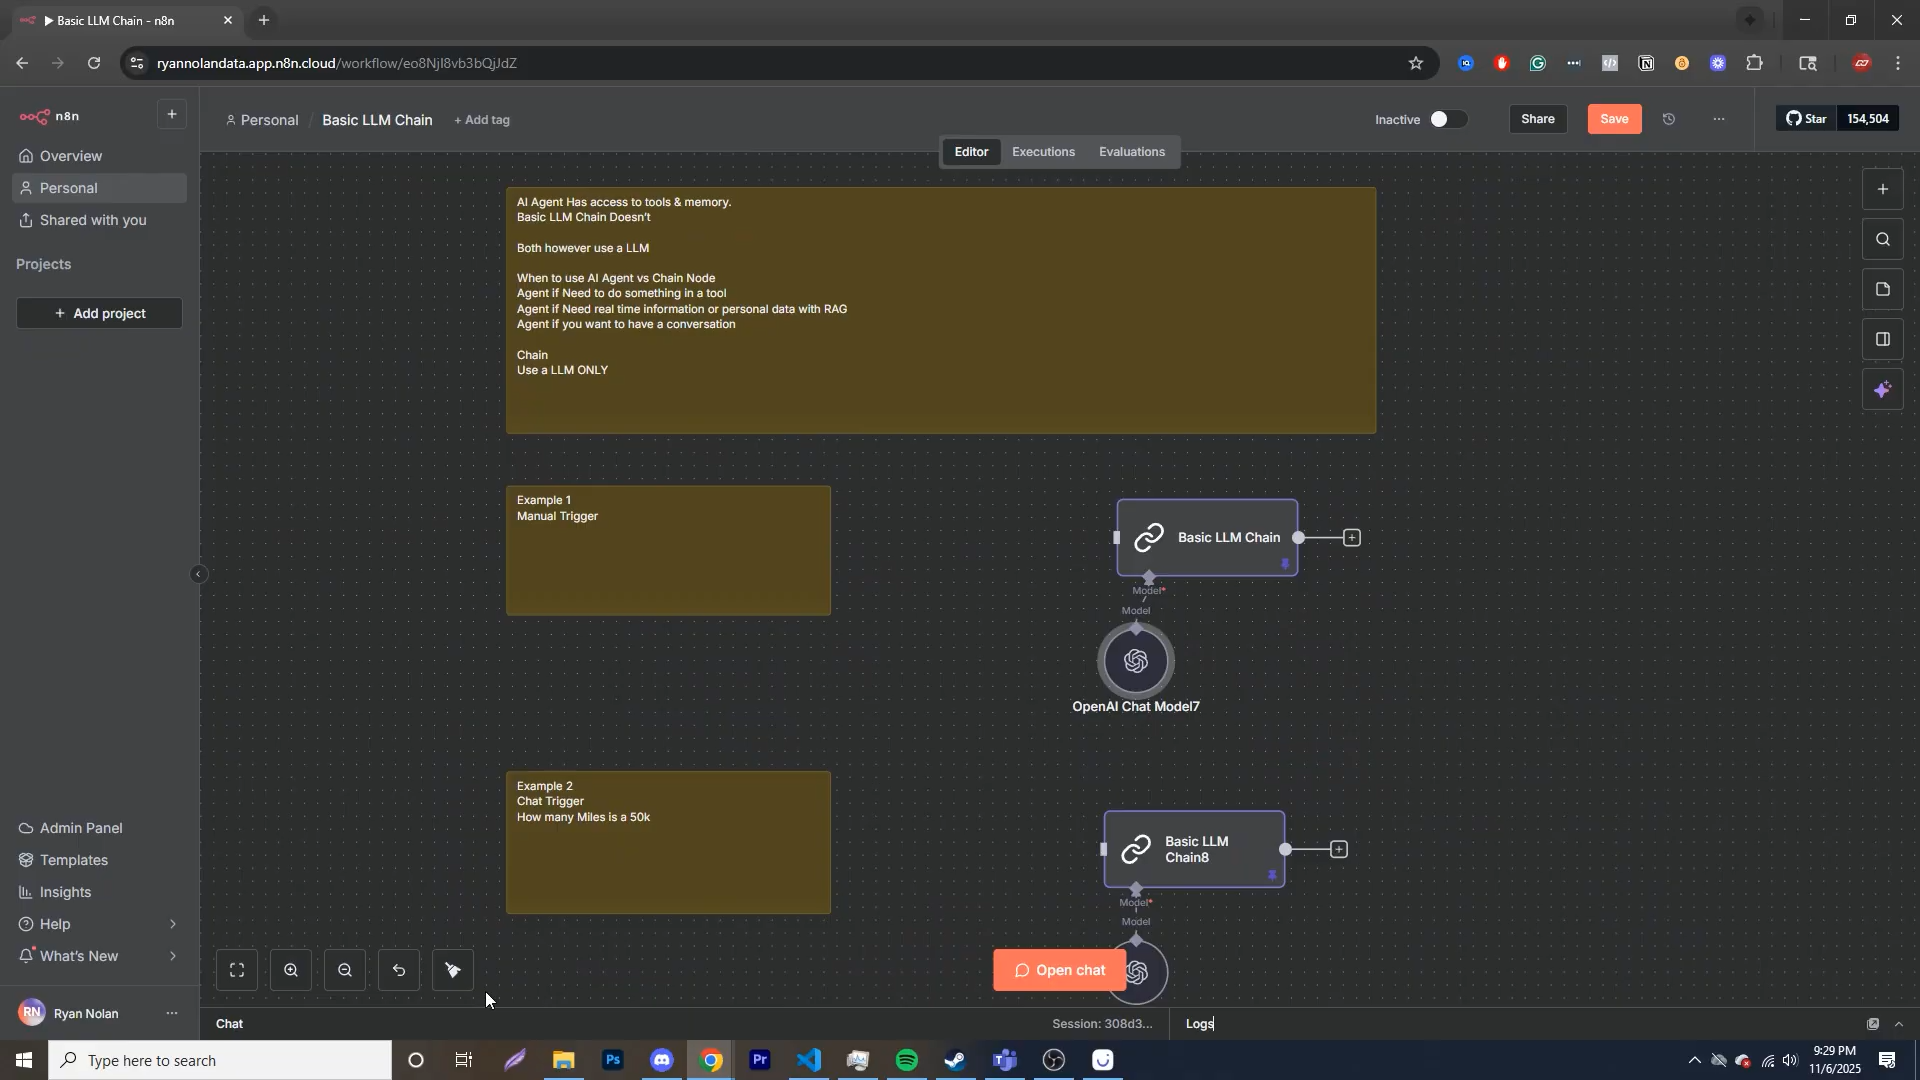 Basic LLM Chain - n8n
ryannolandata.app.n8n.cloud/workflow/eo8NjI8vb3bQjJdZ
n8n
Overview
Personal
Shared with you
Projects
Add project
Personal / Basic LLM Chain + Add tag
Inactive
Share
Save
Star 154,504
Editor Executions Evaluations
AI Agent Has access to tools & memory.
Basic LLM Chain Doesn't
Both however use a LLM
When to use AI Agent vs Chain Node
Agent if Need to do something in a tool
Agent if Need real time information or personal data with RAG
Agent if you want to have a conversation
Chain
Use a LLM ONLY
Example 1
Manual Trigger
Basic LLM Chain
Model*
Model
OpenAI Chat Model7
Example 2
Chat Trigger
How many Miles is a 50k
Basic LLM
Chain8
Model*
Model
Open chat
Admin Panel
Templates
Insights
Help
What's New
RN Ryan Nolan
Chat
Session: 308d3...
Logs
Type here to search
Ps
Pr
9:29 PM
11/6/2025